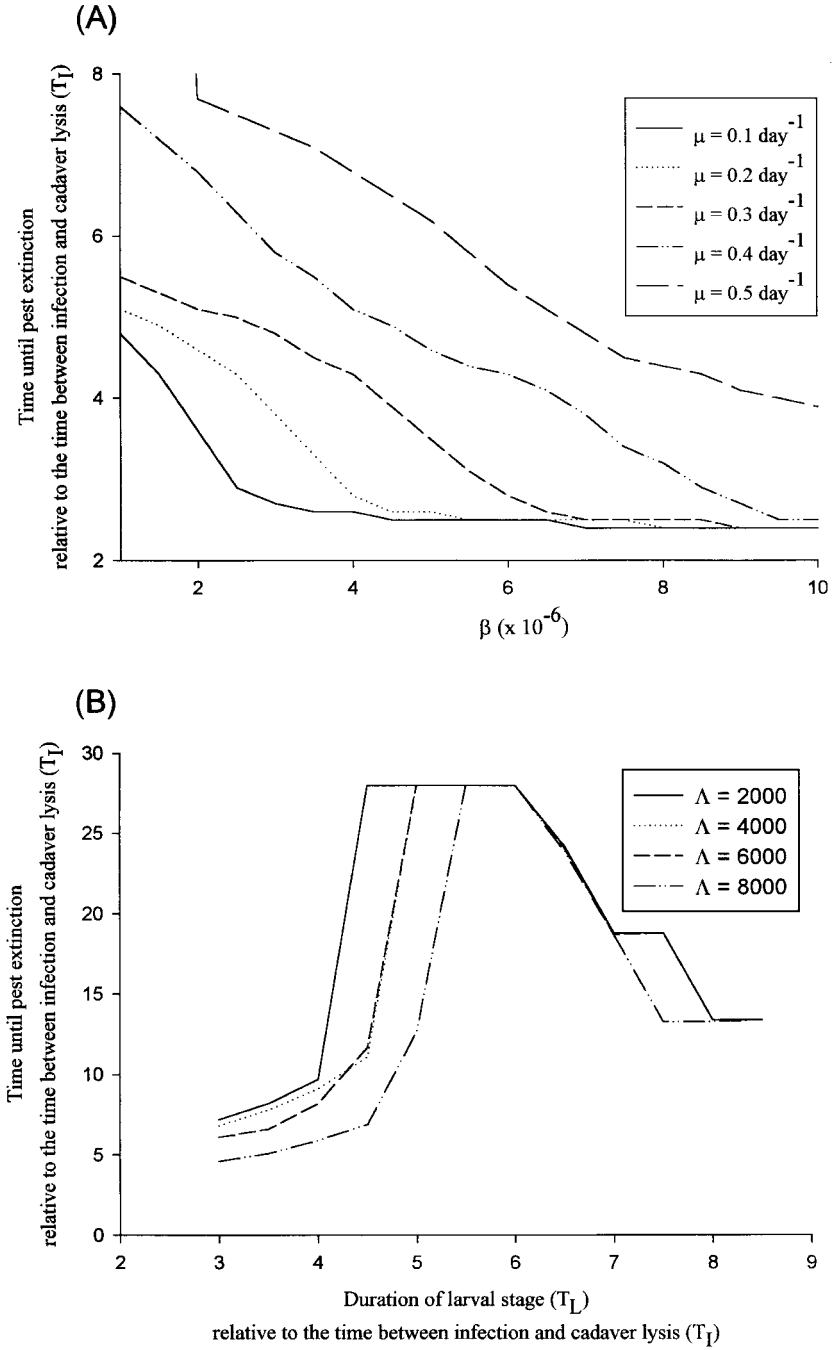 (A)
Time until pest extinction
relative to the time between infection and cadaver lysis (TI)
8
6
4
2
μ = 0.1 day-1
μ = 0.2 day-1
μ = 0.3 day-1
μ = 0.4 day-1
μ = 0.5 day-1
2 4 6 8 10
β (x 10-6)
(B)
Time until pest extinction
relative to the time between infection and cadaver lysis (TI)
30
25
20
15
10
5
0
Λ = 2000
Λ = 4000
Λ = 6000
Λ = 8000
2 3 4 5 6 7 8 9
Duration of larval stage (TL)
relative to the time between infection and cadaver lysis (TI)